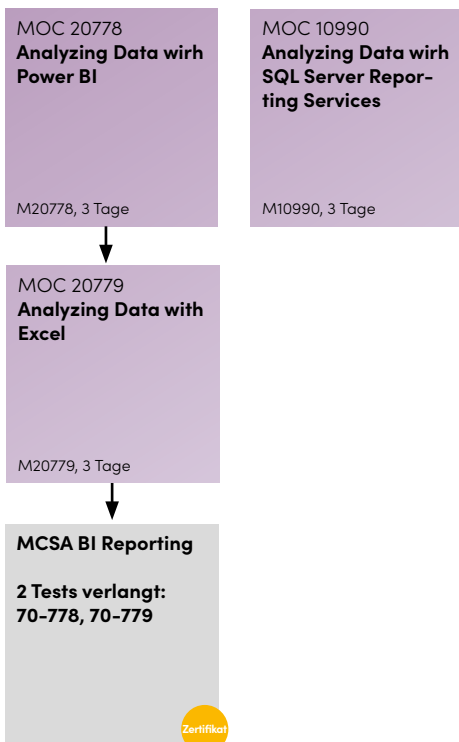 MOC 20778
Analyzing Data wirh
Power BI
M20778, 3 Tage
MOC 10990
Analyzing Data wirh
SQL Server Repor-
ting Services
M10990, 3 Tage
MOC 20779
Analyzing Data with
Excel
M20779, 3 Tage
MCSA BI Reporting
2 Tests verlangt:
70-778, 70-779
Zertifikat